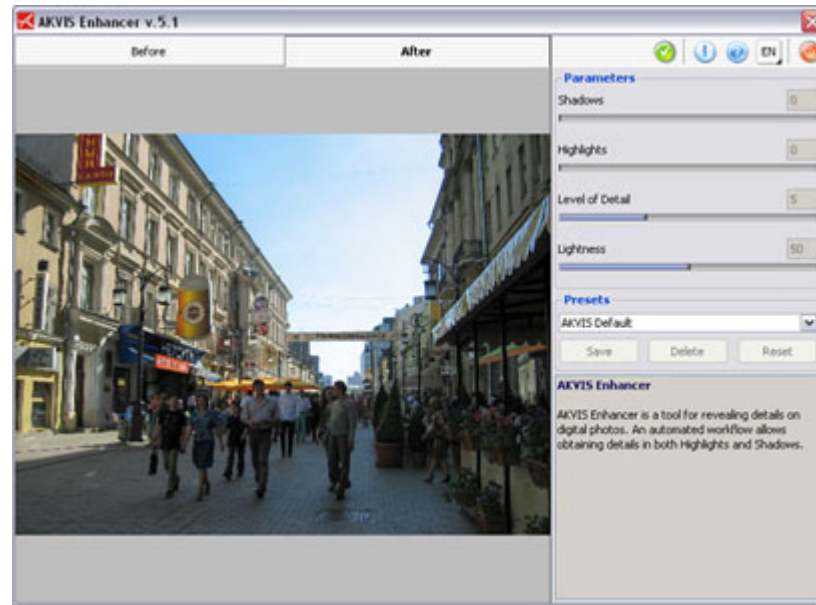 AKVIS Enhancer v.5.1
Before
After
EN
Parameters
Shadows
0
Highlights
0
Level of Detail
5
Lightness
50
Presets
AKVIS Default
Save
Delete
Reset
AKVIS Enhancer
AKVIS Enhancer is a tool for revealing details on
digital photos. An automated workflow allows
obtaining details in both Highlights and Shadows.